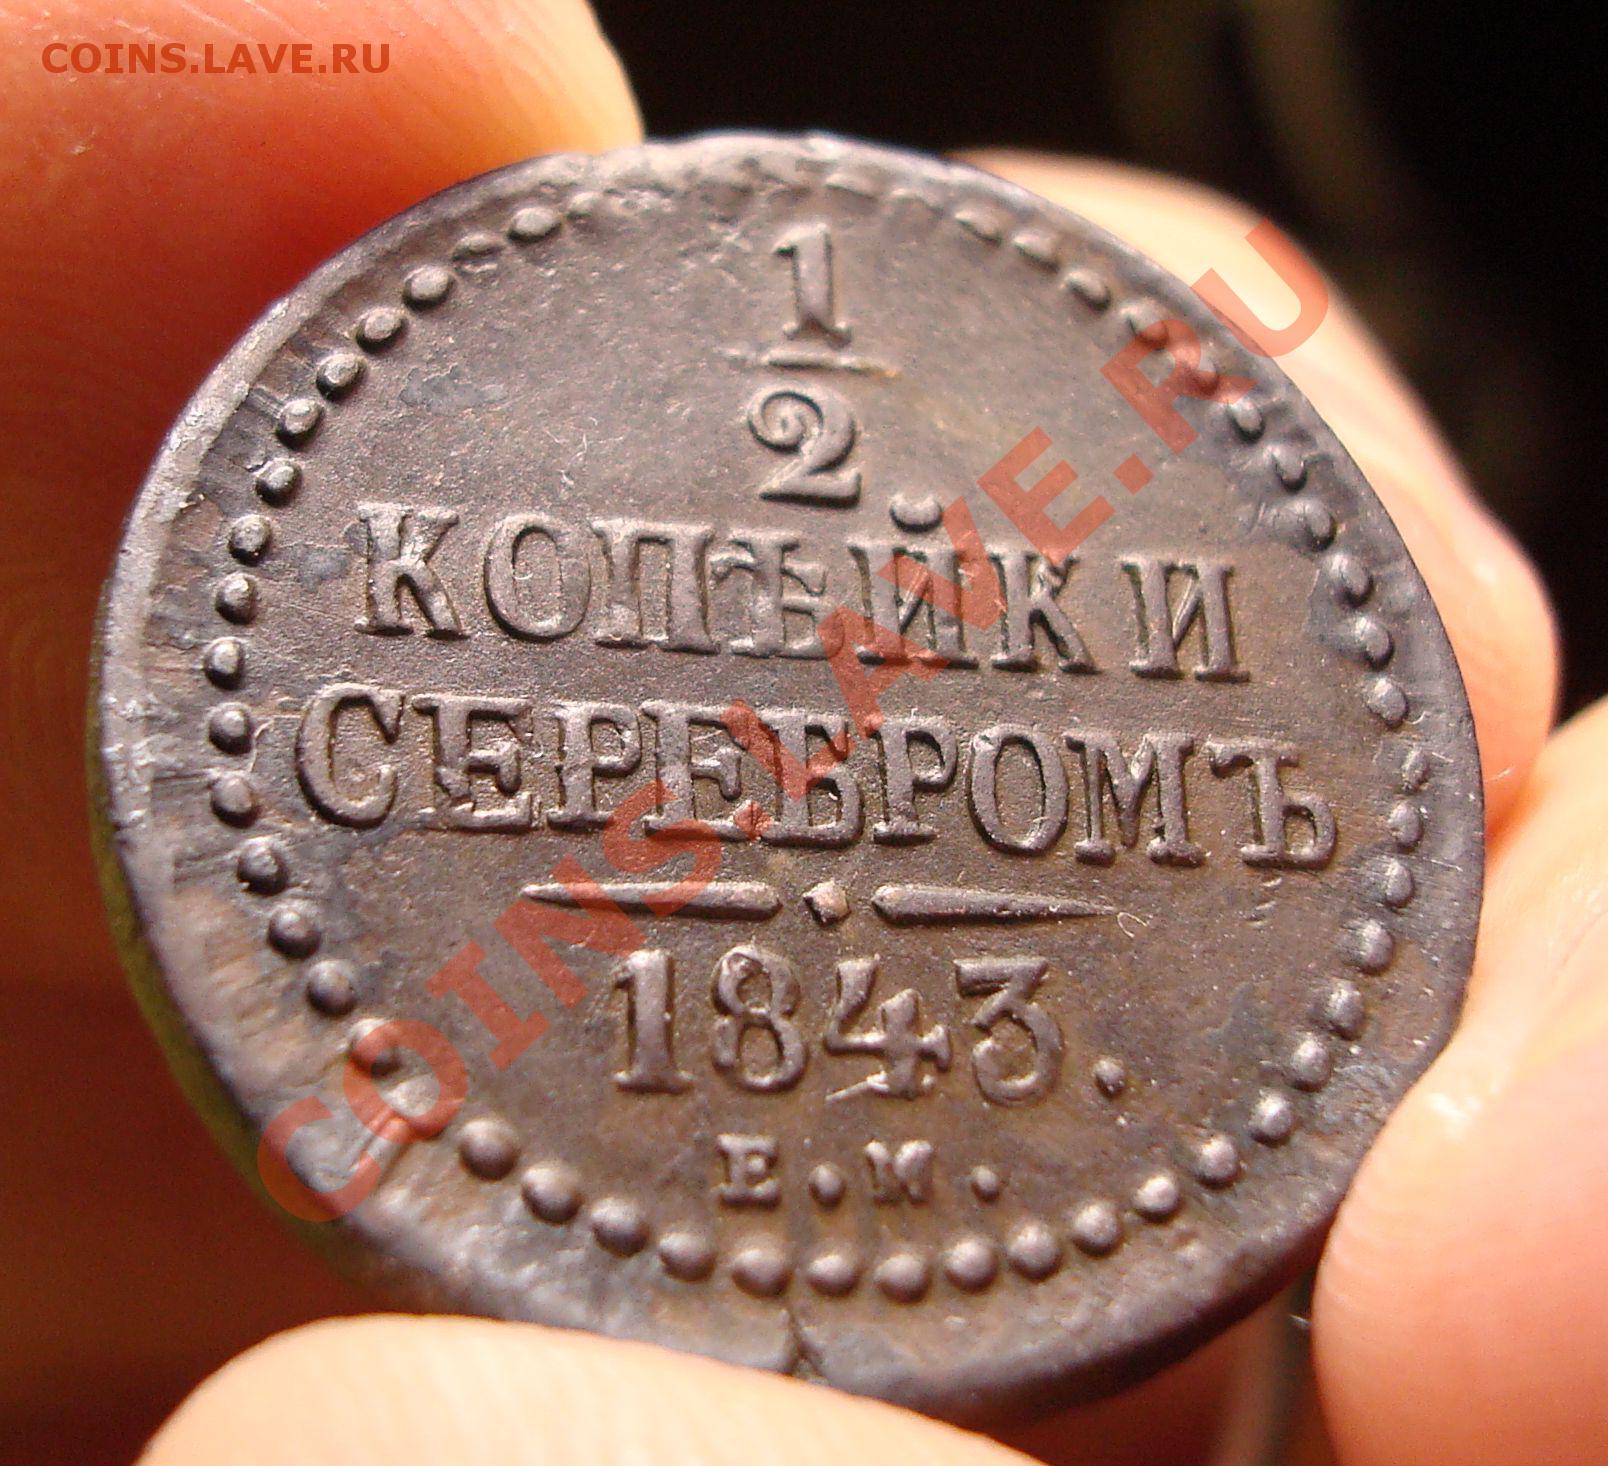 COINS.LAVE.RU
1
2
КОПѢЙКИ
СЕРЕБРОМЪ
1843.
Е.М.
COINS.LAVE.RU